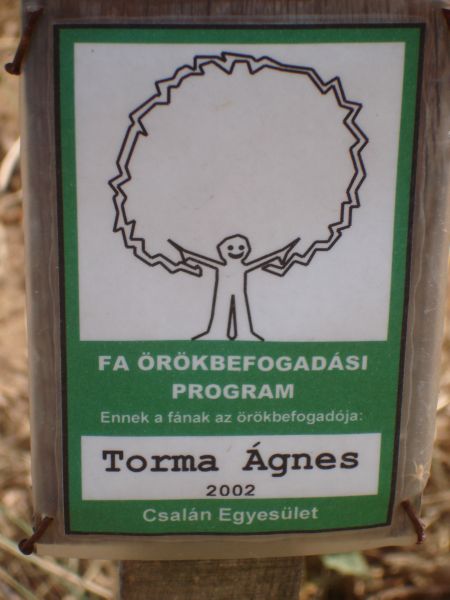 FA ÖRÖKBEFOGADÁSI
PROGRAM
Ennek a fának az örökbefogadója:
Torma Ágnes
2002
Csalán Egyesület